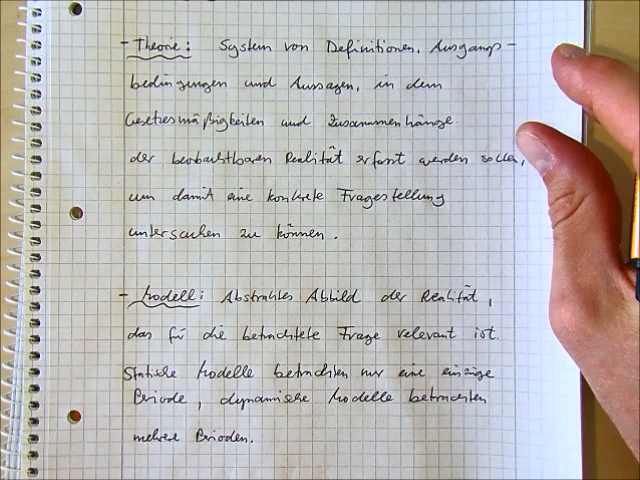 - Theorie: System von Definitionen, Ausgangs-
bedingungen und Aussagen, in dem
Gesetzesmäßigkeiten und Zusammenhänge
der beobachtbaren Realität erfasst werden sollen,
um damit eine konkrete Fragestellung
untersuchen zu können.
- Modell: Abstraktes Abbild der Realität,
das für die betrachtete Frage relevant ist.
Statische Modelle betrachten nur eine einzige
Periode, dynamische Modelle betrachten
mehrere Perioden.